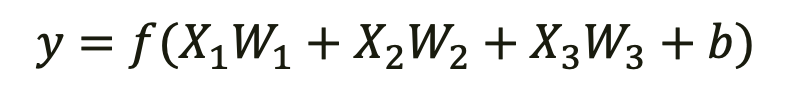 y = f(X₁W₁ + X₂W₂ + X₃W₃ + b)